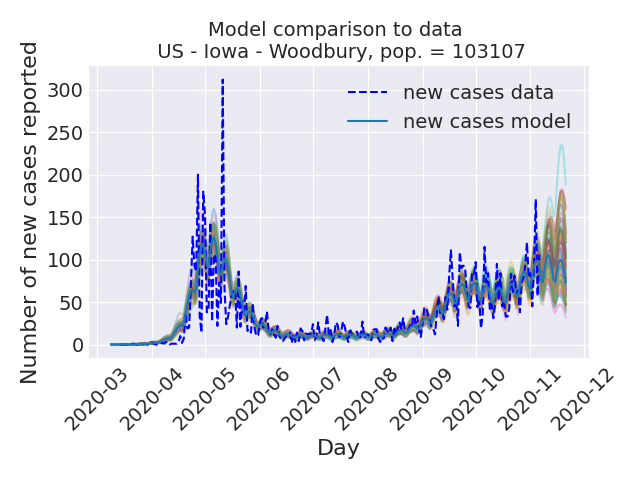 Model comparison to data
US - Iowa - Woodbury, pop. = 103107
Number of new cases reported
300
250
200
150
100
50
0
new cases data
new cases model
2020-03
2020-04
2020-05
2020-06
2020-07
2020-08
2020-09
2020-10
2020-11
2020-12
Day